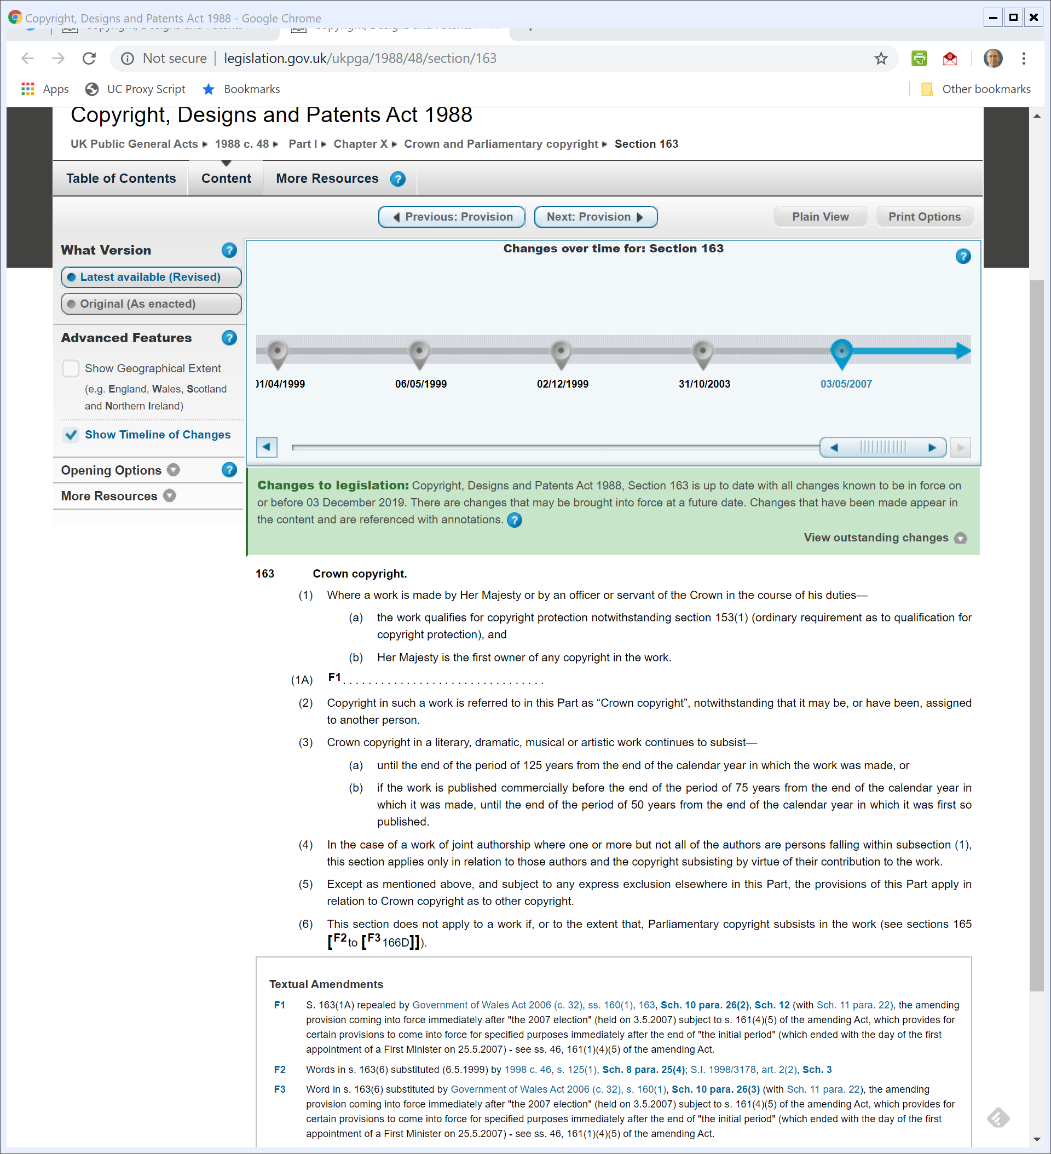 Copyright, Designs and Patents Act 1988 - Google Chrome
Not secure | legislation.gov.uk/ukpga/1988/48/section/163
Apps UC Proxy Script Bookmarks Other bookmarks
Copyright, Designs and Patents Act 1988
UK Public General Acts ▸ 1988 c. 48 ▸ Part I ▸ Chapter X ▸ Crown and Parliamentary copyright ▸ Section 163
Table of Contents Content More Resources ?
Previous: Provision Next: Provision Plain View Print Options
What Version ?
Latest available (Revised)
Original (As enacted)
Advanced Features ?
Show Geographical Extent
(e.g. England, Wales, Scotland
and Northern Ireland)
Show Timeline of Changes
Opening Options ?
More Resources
Changes over time for: Section 163
?
01/04/1999 06/05/1999 02/12/1999 31/10/2003 03/05/2007
Changes to legislation: Copyright, Designs and Patents Act 1988, Section 163 is up to date with all changes known to be in force on
or before 03 December 2019. There are changes that may be brought into force at a future date. Changes that have been made appear in
the content and are referenced with annotations. ?
View outstanding changes
163 Crown copyright.
(1) Where a work is made by Her Majesty or by an officer or servant of the Crown in the course of his duties—
(a) the work qualifies for copyright protection notwithstanding section 153(1) (ordinary requirement as to qualification for
copyright protection), and
(b) Her Majesty is the first owner of any copyright in the work.
(1A) F1. . . . . . . . . . . . . . . . . . . . . . . . . . . . . . . .
(2) Copyright in such a work is referred to in this Part as “Crown copyright”, notwithstanding that it may be, or have been, assigned
to another person.
(3) Crown copyright in a literary, dramatic, musical or artistic work continues to subsist—
(a) until the end of the period of 125 years from the end of the calendar year in which the work was made, or
(b) if the work is published commercially before the end of the period of 75 years from the end of the calendar year in
which it was made, until the end of the period of 50 years from the end of the calendar year in which it was first so
published.
(4) In the case of a work of joint authorship where one or more but not all of the authors are persons falling within subsection (1),
this section applies only in relation to those authors and the copyright subsisting by virtue of their contribution to the work.
(5) Except as mentioned above, and subject to any express exclusion elsewhere in this Part, the provisions of this Part apply in
relation to Crown copyright as to other copyright.
(6) This section does not apply to a work if, or to the extent that, Parliamentary copyright subsists in the work (see sections 165
[F2to [F3166D]]).
Textual Amendments
F1 S. 163(1A) repealed by Government of Wales Act 2006 (c. 32), ss. 160(1), 163, Sch. 10 para. 26(2), Sch. 12 (with Sch. 11 para. 22), the amending
provision coming into force immediately after "the 2007 election" (held on 3.5.2007) subject to s. 161(4)(5) of the amending Act, which provides for
certain provisions to come into force for specified purposes immediately after the end of "the initial period" (which ended with the day of the first
appointment of a First Minister on 25.5.2007) - see ss. 46, 161(1)(4)(5) of the amending Act.
F2 Words in s. 163(6) substituted (6.5.1999) by 1998 c. 46, s. 125(1), Sch. 8 para. 25(4); S.I. 1998/3178, art. 2(2), Sch. 3
F3 Word in s. 163(6) substituted by Government of Wales Act 2006 (c. 32), s. 160(1), Sch. 10 para. 26(3) (with Sch. 11 para. 22), the amending
provision coming into force immediately after "the 2007 election" (held on 3.5.2007) subject to s. 161(4)(5) of the amending Act, which provides for
certain provisions to come into force for specified purposes immediately after the end of "the initial period" (which ended with the day of the first
appointment of a First Minister on 25.5.2007) - see ss. 46, 161(1)(4)(5) of the amending Act.